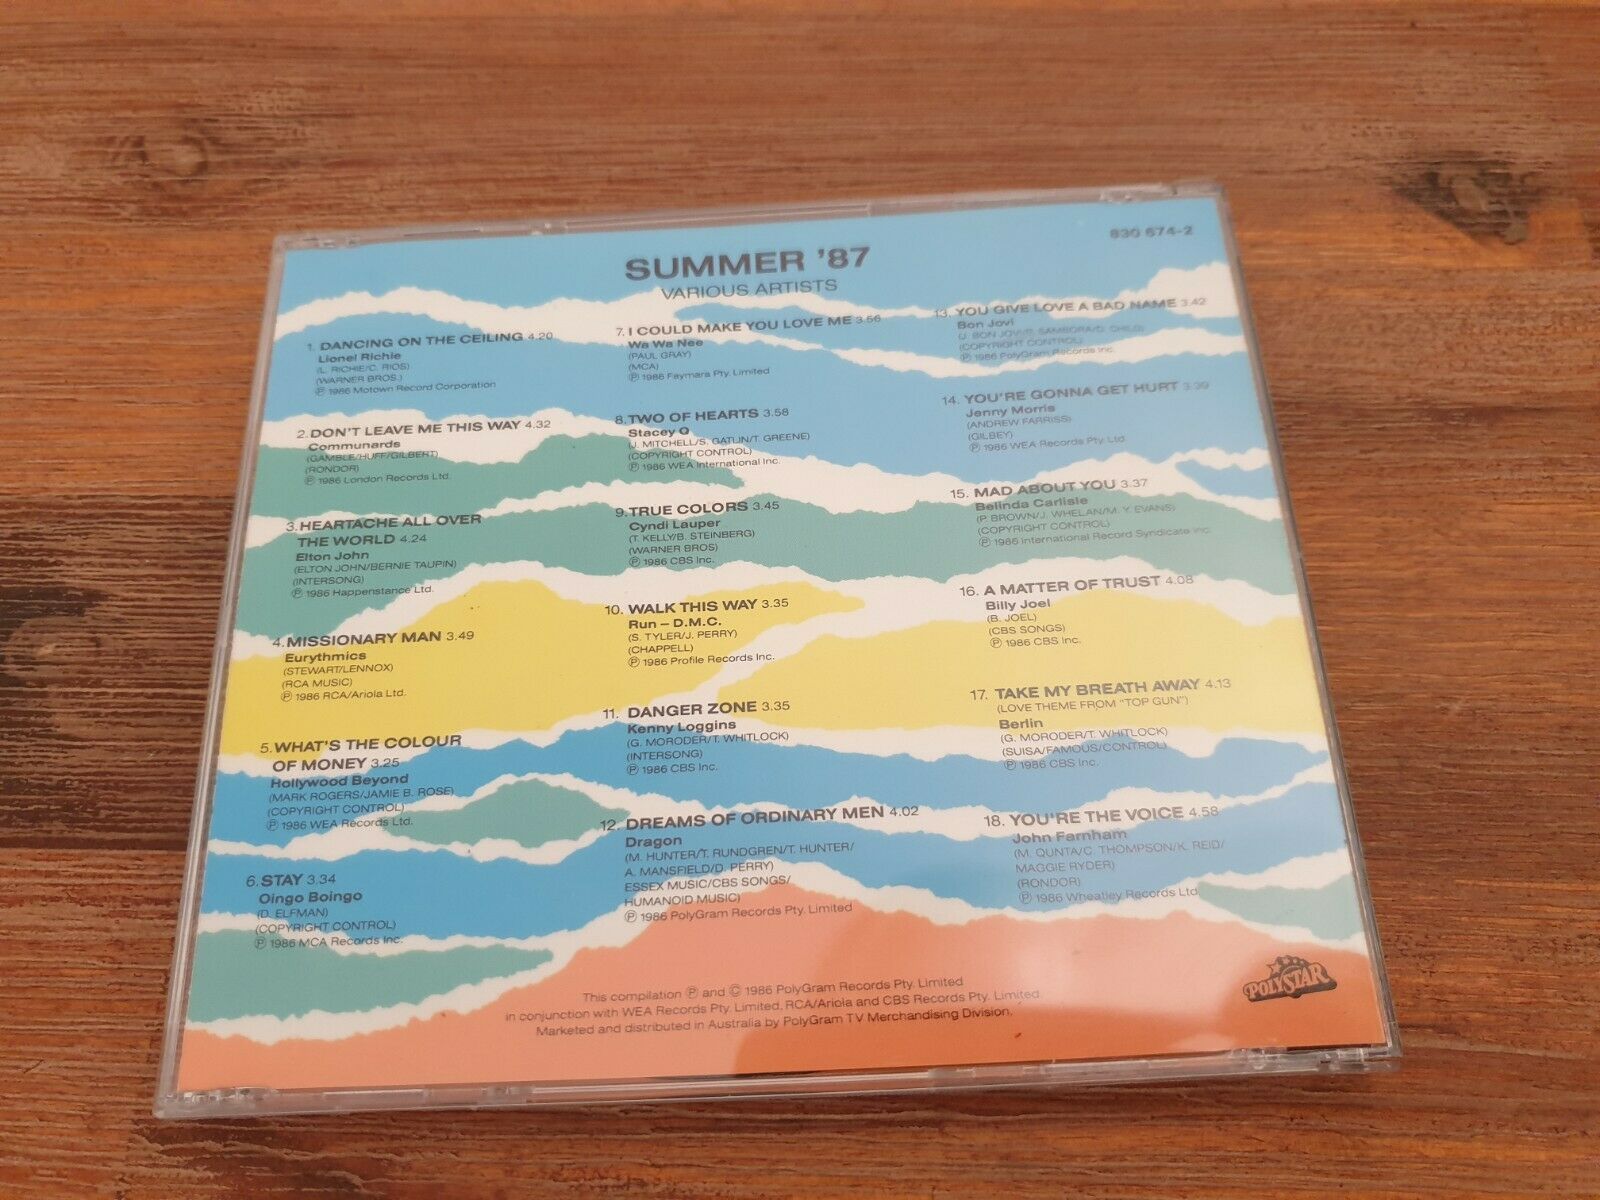 830 674-2
SUMMER '87
VARIOUS ARTISTS
1. DANCING ON THE CEILING 4.20
Lionel Richie
(L. RICHIE/C. RIOS)
(WARNER BROS.)
℗ 1986 Motown Record Corporation
2. DON'T LEAVE ME THIS WAY 4.32
Communards
(GAMBLE/HUFF/GILBERT)
(RONDOR)
℗ 1986 London Records Ltd.
3. HEARTACHE ALL OVER
THE WORLD 4.24
Elton John
(ELTON JOHN/BERNIE TAUPIN)
(INTERSONG)
℗ 1986 Happenstance Ltd.
4. MISSIONARY MAN 3.49
Eurythmics
(STEWART/LENNOX)
(RCA MUSIC)
℗ 1986 RCA/Ariola Ltd.
5. WHAT'S THE COLOUR
OF MONEY 3.25
Hollywood Beyond
(MARK ROGERS/JAMIE B. ROSE)
(COPYRIGHT CONTROL)
℗ 1986 WEA Records Ltd.
6. STAY 3.34
Oingo Boingo
(D. ELFMAN)
(COPYRIGHT CONTROL)
℗ 1986 MCA Records Inc.
7. I COULD MAKE YOU LOVE ME 3.56
Wa Wa Nee
(PAUL GRAY)
(MCA)
℗ 1986 Faymara Pty. Limited
8. TWO OF HEARTS 3.58
Stacey Q
(J. MITCHELL/S. GATLIN/T. GREENE)
(COPYRIGHT CONTROL)
℗ 1986 WEA International Inc.
9. TRUE COLORS 3.45
Cyndi Lauper
(T. KELLY/B. STEINBERG)
(WARNER BROS)
℗ 1986 CBS Inc.
10. WALK THIS WAY 3.35
Run – D.M.C.
(S. TYLER/J. PERRY)
(CHAPPELL)
℗ 1986 Profile Records Inc.
11. DANGER ZONE 3.35
Kenny Loggins
(G. MORODER/T. WHITLOCK)
(INTERSONG)
℗ 1986 CBS Inc.
12. DREAMS OF ORDINARY MEN 4.02
Dragon
(M. HUNTER/T. RUNDGREN/T. HUNTER/
A. MANSFIELD/D. PERRY)
ESSEX MUSIC/CBS SONGS/
HUMANOID MUSIC)
℗ 1986 PolyGram Records Pty. Limited
13. YOU GIVE LOVE A BAD NAME 3.42
Bon Jovi
(J. BON JOVI/R. SAMBORA/D. CHILD)
(COPYRIGHT CONTROL)
℗ 1986 PolyGram Records Inc.
14. YOU'RE GONNA GET HURT 3.39
Jenny Morris
(ANDREW FARRISS)
(GILBEY)
℗ 1986 WEA Records Pty. Ltd
15. MAD ABOUT YOU 3.37
Belinda Carlisle
(P. BROWN/J. WHELAN/M. Y. EVANS)
(COPYRIGHT CONTROL)
℗ 1986 International Record Syndicate Inc.
16. A MATTER OF TRUST 4.08
Billy Joel
(B. JOEL)
(CBS SONGS)
℗ 1986 CBS Inc.
17. TAKE MY BREATH AWAY 4.13
(LOVE THEME FROM "TOP GUN")
Berlin
(G. MORODER/T. WHITLOCK)
(SUISA/FAMOUS/CONTROL)
℗ 1986 CBS Inc.
18. YOU'RE THE VOICE 4.58
John Farnham
(M. QUNTA/C. THOMPSON/K. REID/
MAGGIE RYDER)
(RONDOR)
℗ 1986 Wheatley Records Ltd
This compilation ℗ and © 1986 PolyGram Records Pty. Limited
in conjunction with WEA Records Pty. Limited, RCA/Ariola and CBS Records Pty. Limited.
Marketed and distributed in Australia by PolyGram TV Merchandising Division.
POLYSTAR